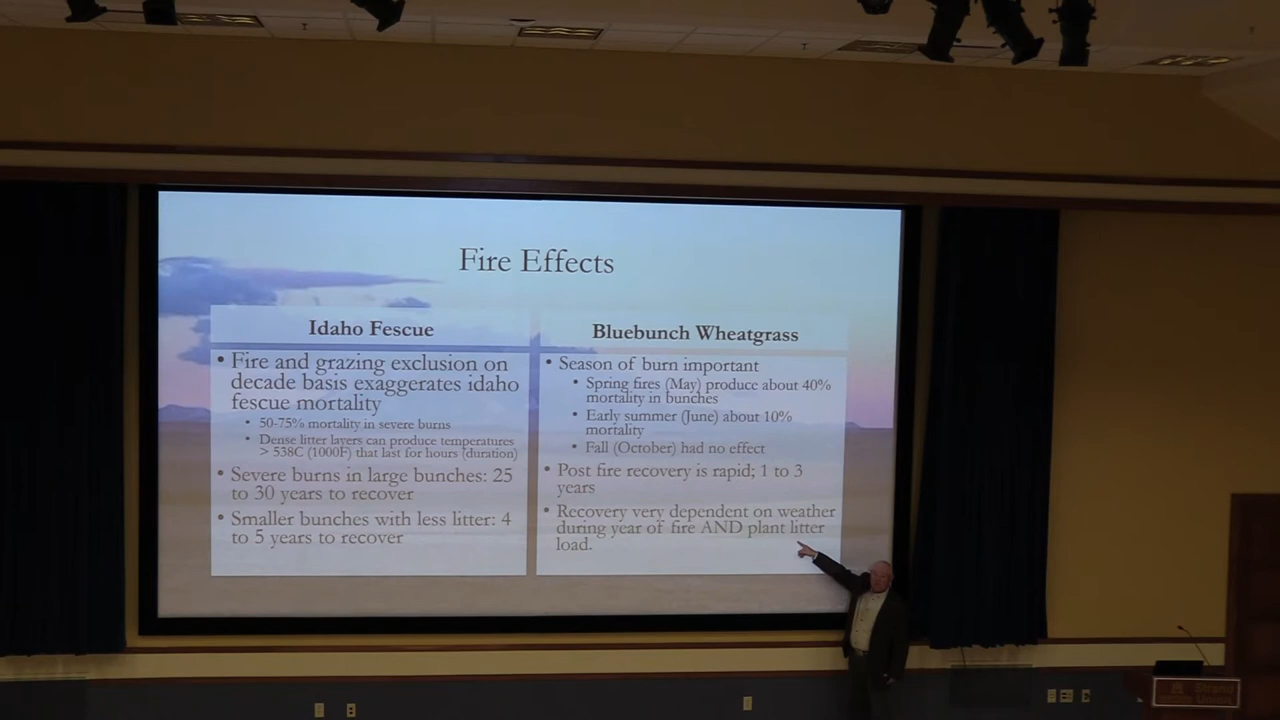 Fire Effects
Idaho Fescue
• Fire and grazing exclusion on
decade basis exaggerates idaho
fescue mortality
• 50-75% mortality in severe burns
• Dense litter layers can produce temperatures
> 538C (1000F) that last for hours (duration)
• Severe burns in large bunches: 25
to 30 years to recover
• Smaller bunches with less litter: 4
to 5 years to recover
Bluebunch Wheatgrass
• Season of burn important
• Spring fires (May) produce about 40%
mortality in bunches
• Early summer (June) about 10%
mortality
• Fall (October) had no effect
• Post fire recovery is rapid; 1 to 3
years
• Recovery very dependent on weather
during year of fire AND plant litter
load.
Strand
Union